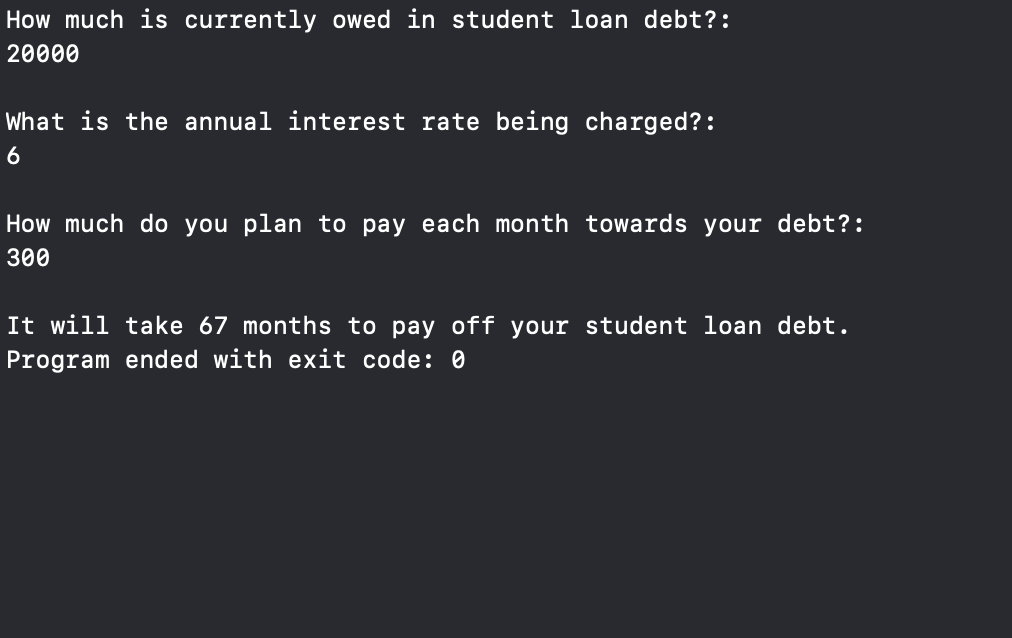 How much is currently owed in student loan debt?:
20000
What is the annual interest rate being charged?:
6
How much do you plan to pay each month towards your debt?:
300
It will take 67 months to pay off your student loan debt.
Program ended with exit code: 0